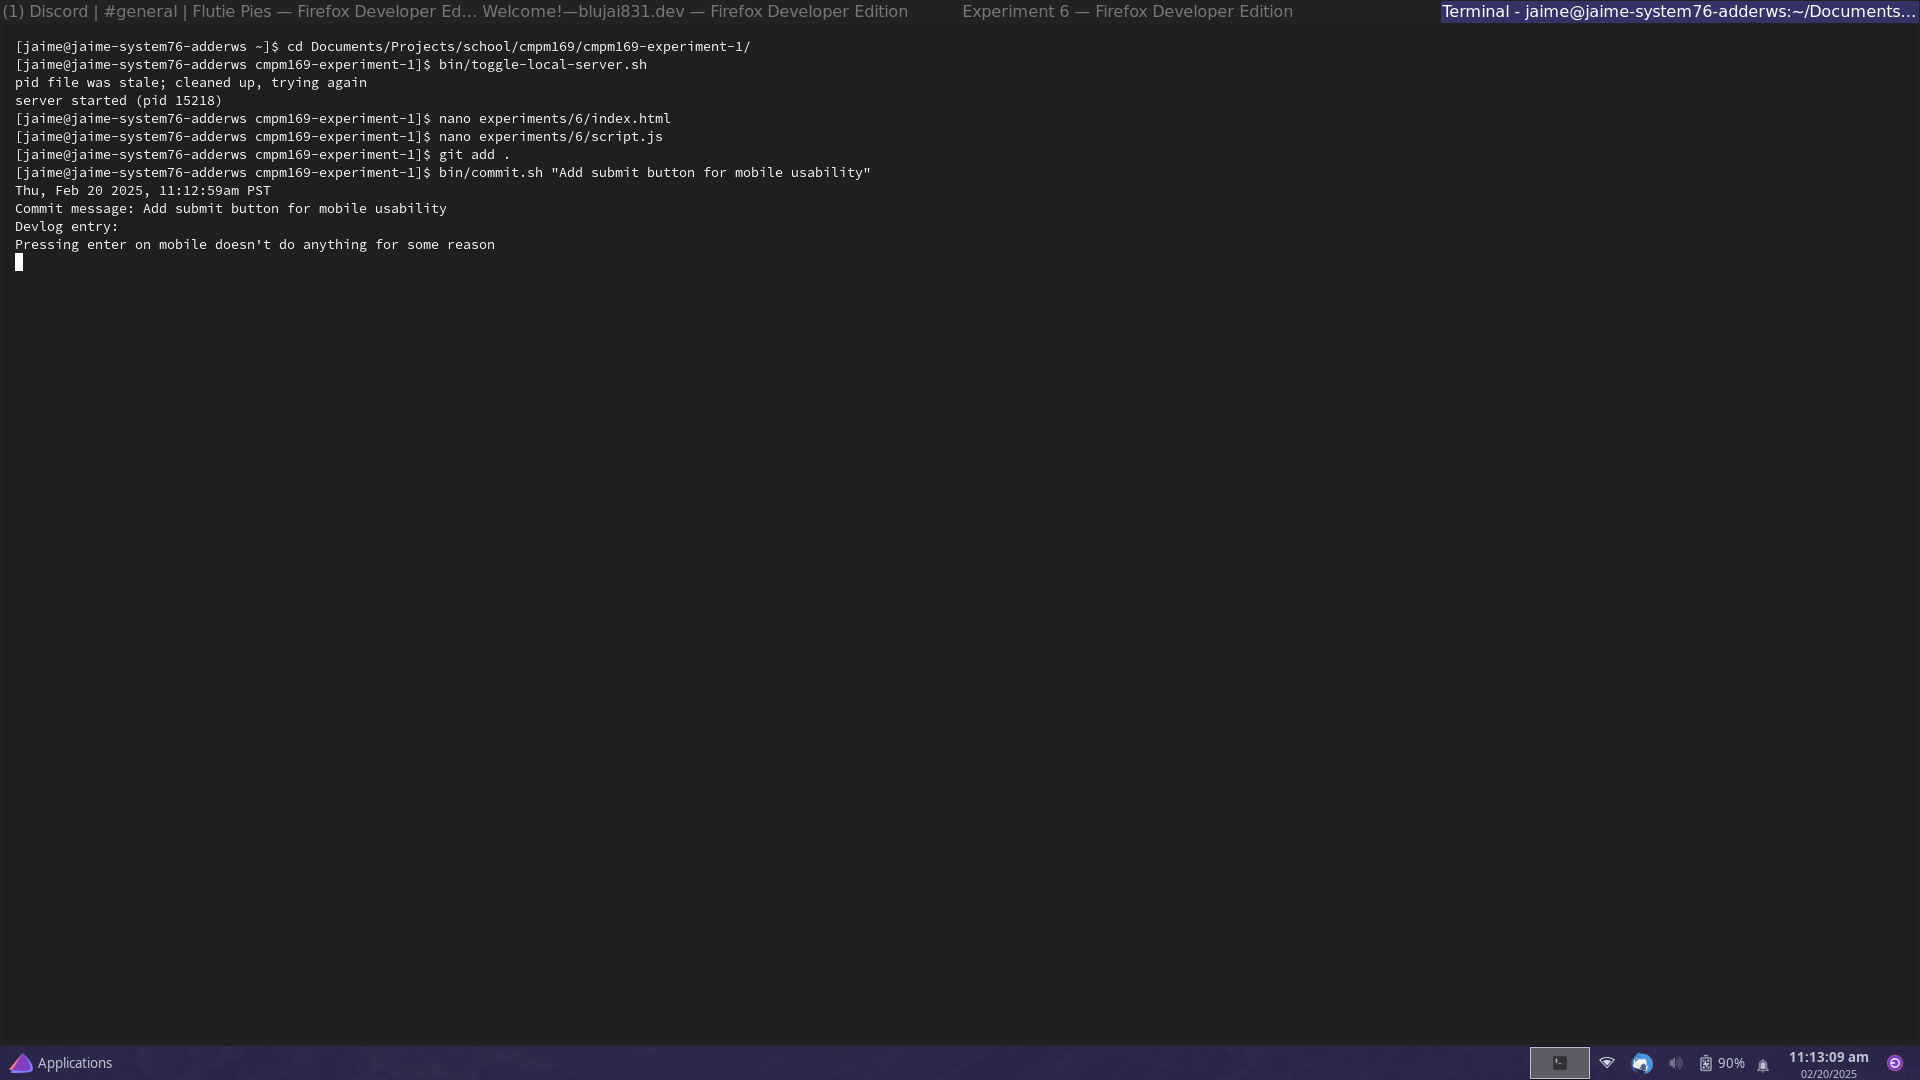 (1) Discord | #general | Flutie Pies — Firefox Developer Ed... Welcome!—blujai831.dev — Firefox Developer Edition Experiment 6 — Firefox Developer Edition Terminal - jaime@jaime-system76-adderws:~/Documents...
[jaime@jaime-system76-adderws ~]$ cd Documents/Projects/school/cmpm169/cmpm169-experiment-1/
[jaime@jaime-system76-adderws cmpm169-experiment-1]$ bin/toggle-local-server.sh
pid file was stale; cleaned up, trying again
server started (pid 15218)
[jaime@jaime-system76-adderws cmpm169-experiment-1]$ nano experiments/6/index.html
[jaime@jaime-system76-adderws cmpm169-experiment-1]$ nano experiments/6/script.js
[jaime@jaime-system76-adderws cmpm169-experiment-1]$ git add .
[jaime@jaime-system76-adderws cmpm169-experiment-1]$ bin/commit.sh "Add submit button for mobile usability"
Thu, Feb 20 2025, 11:12:59am PST
Commit message: Add submit button for mobile usability
Devlog entry:
Pressing enter on mobile doesn't do anything for some reason
Applications
90%
11:13:09 am
02/20/2025